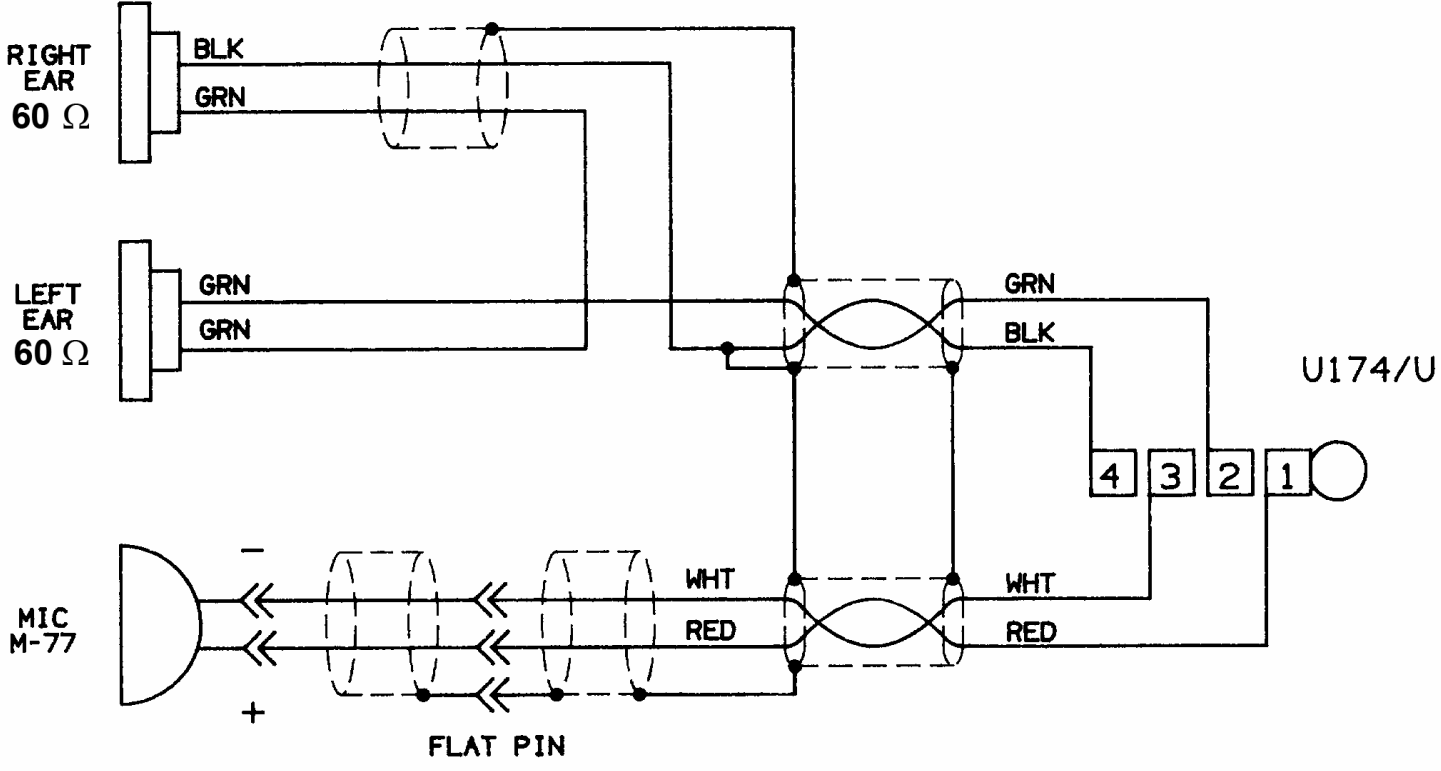 RIGHT
EAR
60 Ω
BLK
GRN
LEFT
EAR
60 Ω
GRN
GRN
GRN
BLK
U174/U
4 3 2 1
MIC
M-77
−
+
WHT
RED
WHT
RED
FLAT PIN